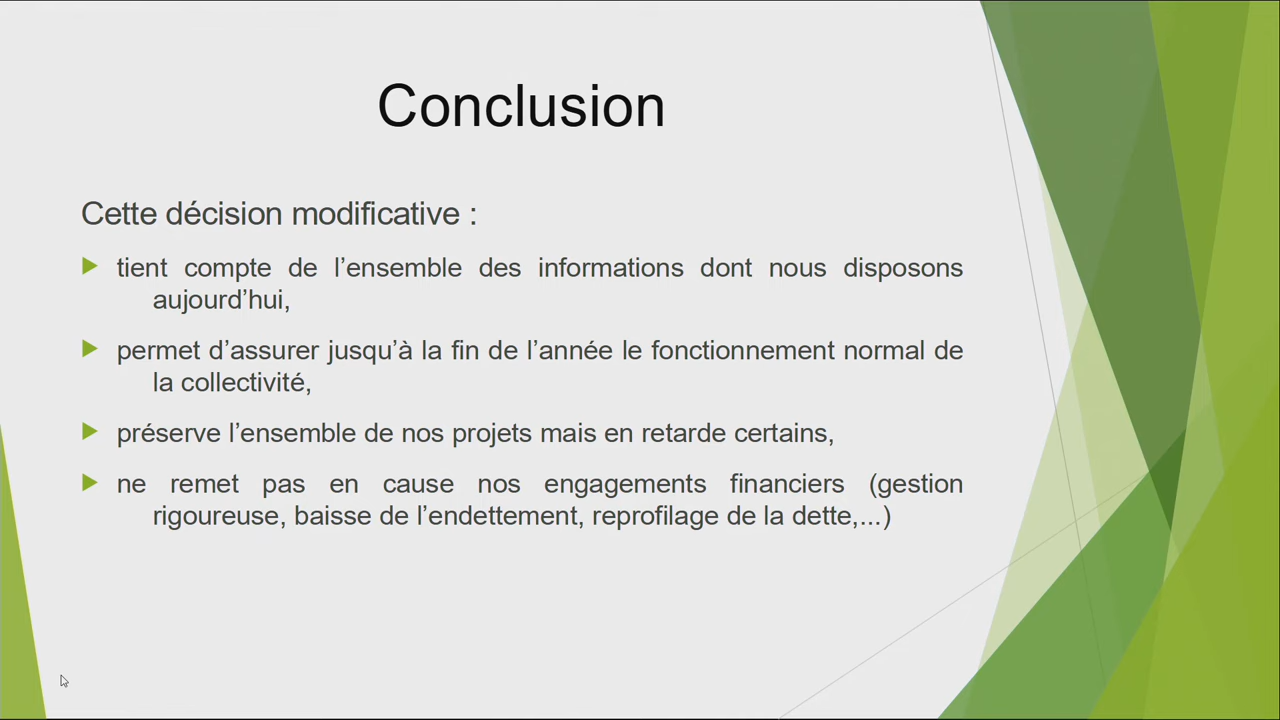 Conclusion
Cette décision modificative :
tient compte de l’ensemble des informations dont nous disposons
aujourd’hui,
permet d’assurer jusqu’à la fin de l’année le fonctionnement normal de
la collectivité,
préserve l’ensemble de nos projets mais en retarde certains,
ne remet pas en cause nos engagements financiers (gestion
rigoureuse, baisse de l’endettement, reprofilage de la dette,...)